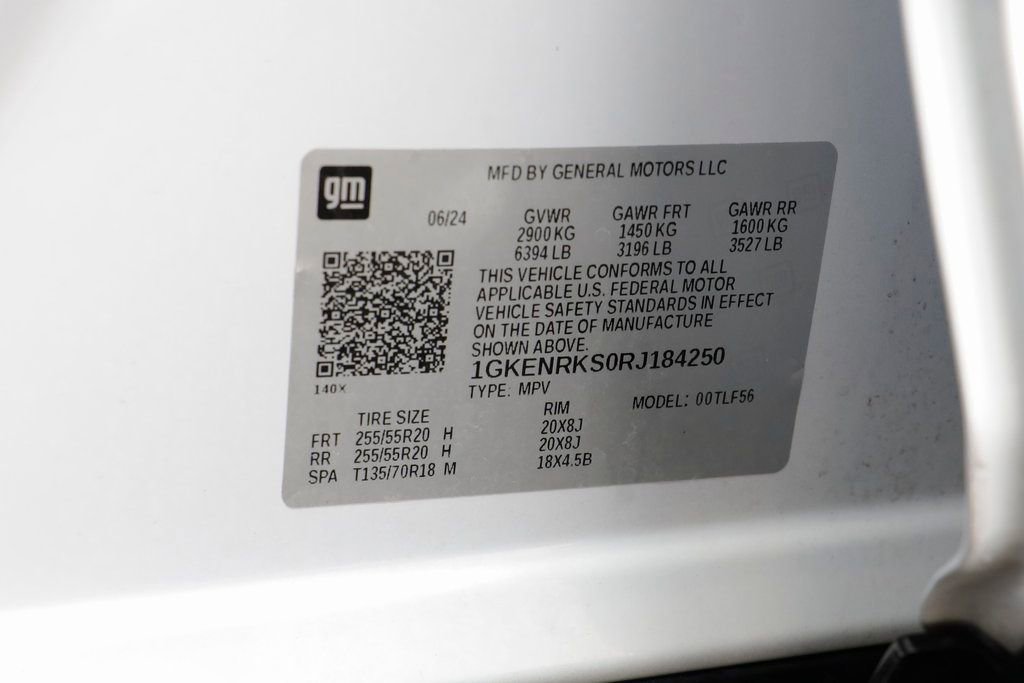 gm
MFD BY GENERAL MOTORS LLC
06/24
GVWR GAWR FRT GAWR RR
2900 KG 1450 KG 1600 KG
6394 LB 3196 LB 3527 LB
THIS VEHICLE CONFORMS TO ALL
APPLICABLE U.S. FEDERAL MOTOR
VEHICLE SAFETY STANDARDS IN EFFECT
ON THE DATE OF MANUFACTURE
SHOWN ABOVE.
1GKENRKS0RJ184250
140X
TYPE: MPV
MODEL: 00TLF56
TIRE SIZE RIM
FRT 255/55R20 H 20X8J
RR 255/55R20 H 20X8J
SPA T135/70R18 M 18X4.5B